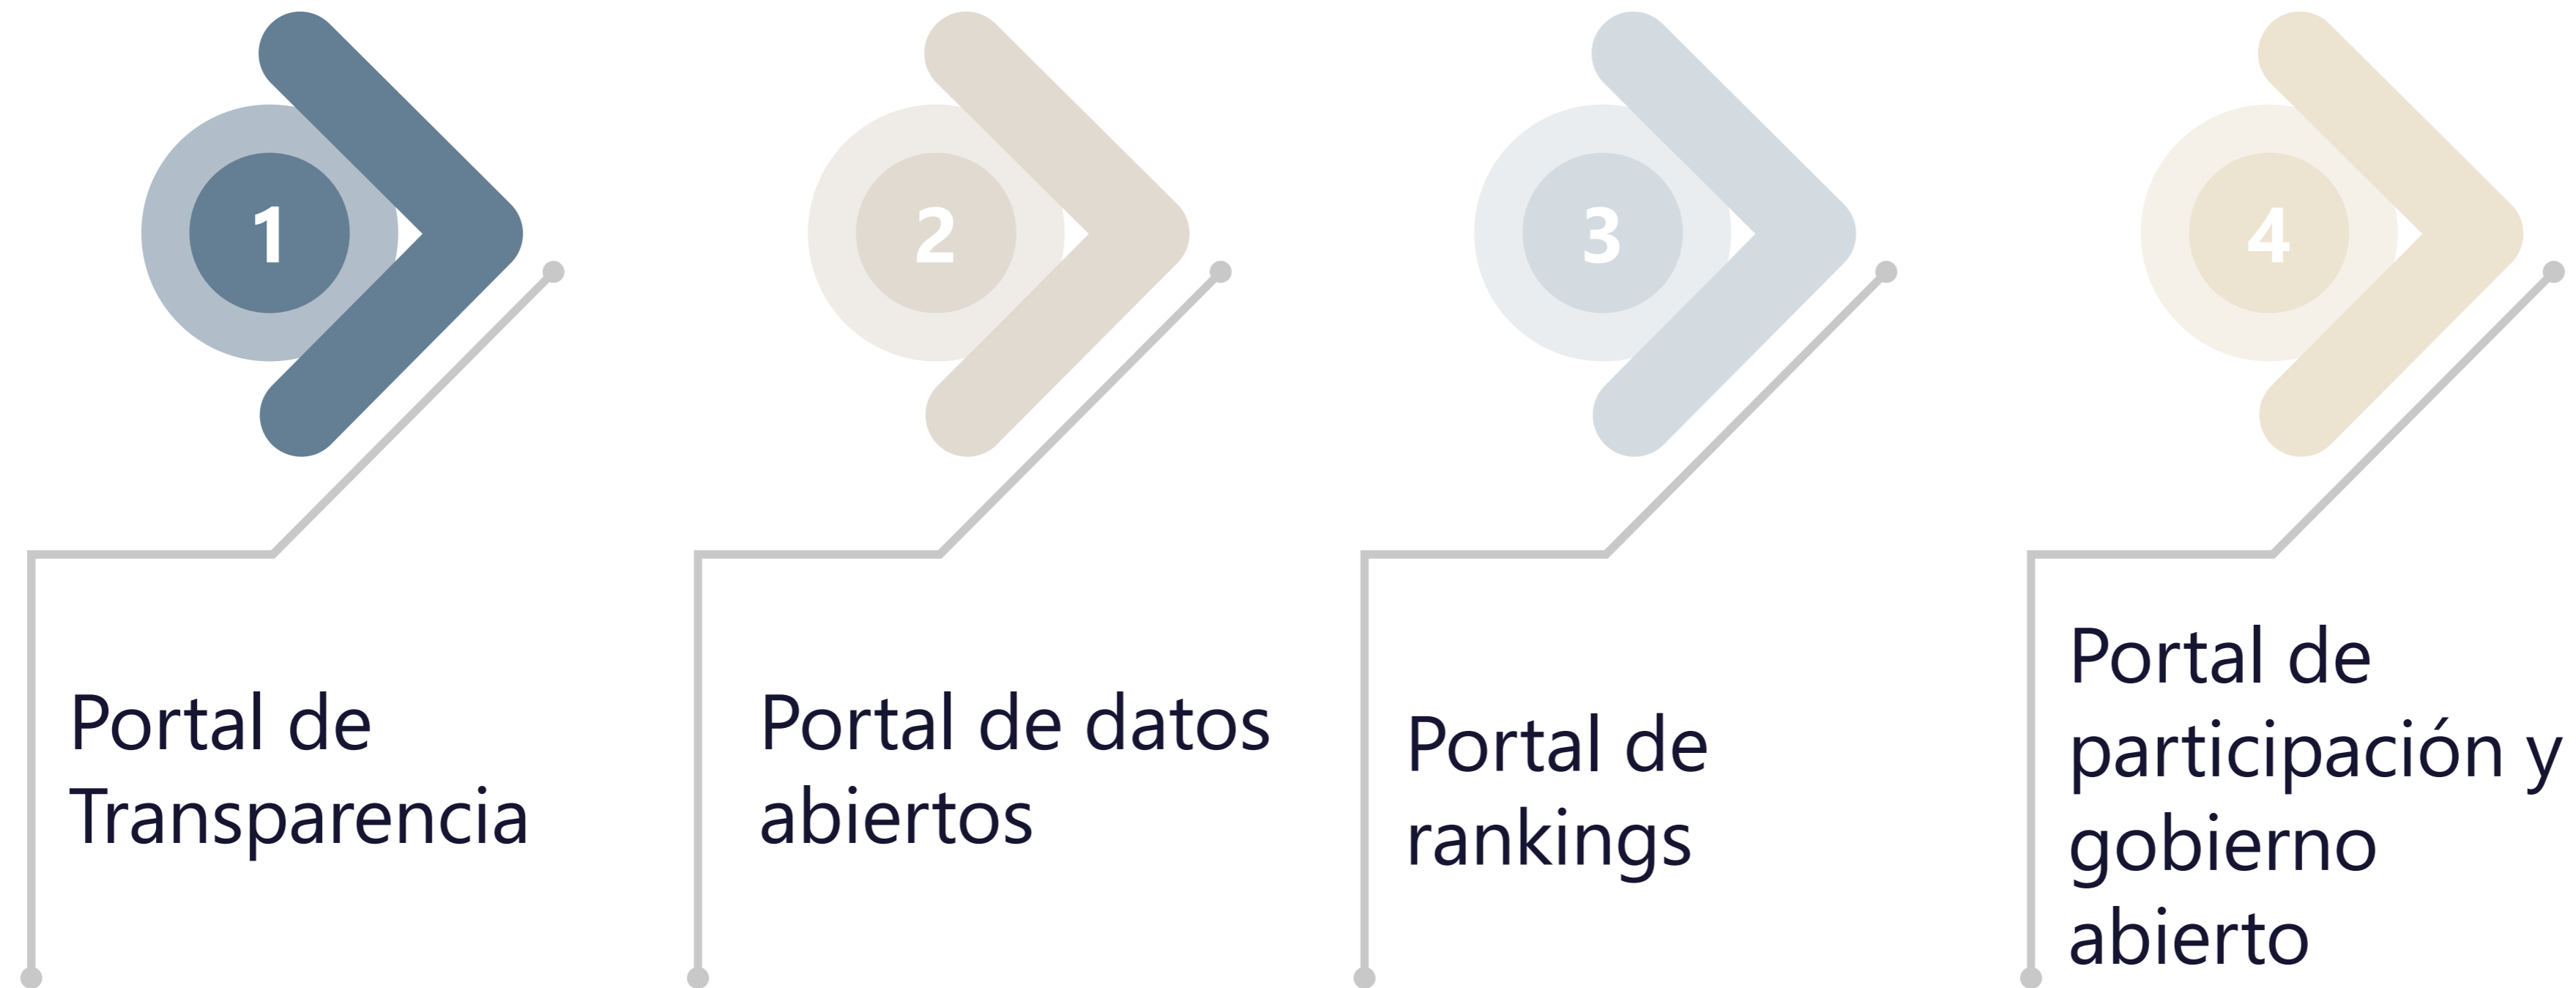 1
Portal de
Transparencia
2
Portal de datos
abiertos
3
Portal de
rankings
4
Portal de
participación y
gobierno
abierto